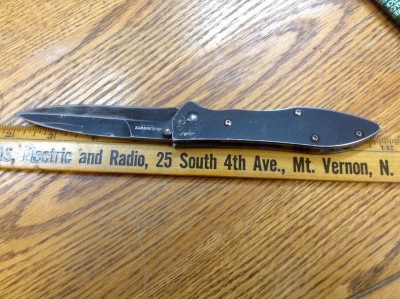 Electric and Radio, 25 South 4th Ave., Mt. Vernon, N.